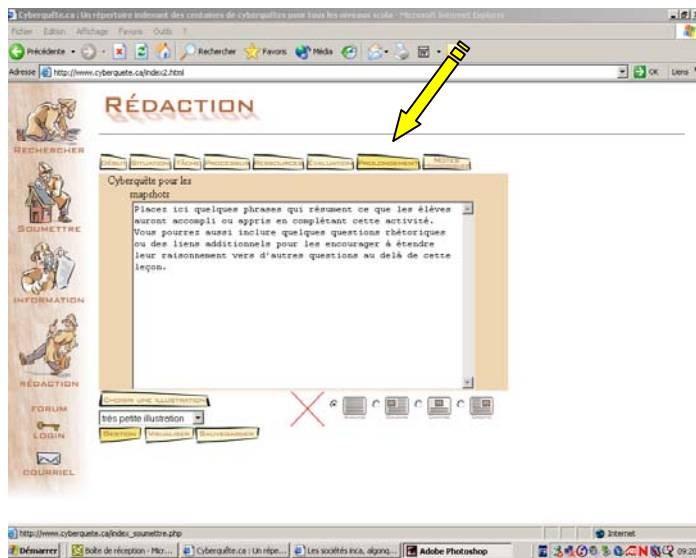 Cyberquête.ca : Un répertoire indexant des centaines de cyberquêtes pour tous les niveaux scola - Microsoft Internet Explorer
Fichier Edition Affichage Favoris Outils ?
Précédente Rechercher Favoris Média
Adresse http://www.cyberquete.ca/index2.html OK Liens
RÉDACTION
RECHERCHER
SOUMETTRE
INFORMATION
RÉDACTION
FORUM
LOGIN
COURRIEL
DÉBUT SITUATION TÂCHE PROCESSUS RESSOURCES EVALUATION PROLONGEMENT NOTES
Cyberquête pour les
snapshots
Placez ici quelques phrases qui résument ce que les élèves
auront accompli ou appris en complétant cette activité.
Vous pourrez aussi inclure quelques questions rhétoriques
ou des liens additionnels pour les encourager à étendre
leur raisonnement vers d'autres questions au delà de cette
leçon.
CHOISIR UNE ILLUSTRATION
très petite illustration
GESTION VISUALISER SAUVEGARDER
http://www.cyberquete.ca/index_soumettre.php Internet
Démarrer Boîte de réception - Micr... Cyberquête.ca : Un répe... Les sociétés inca, algonq... Adobe Photoshop 09:20